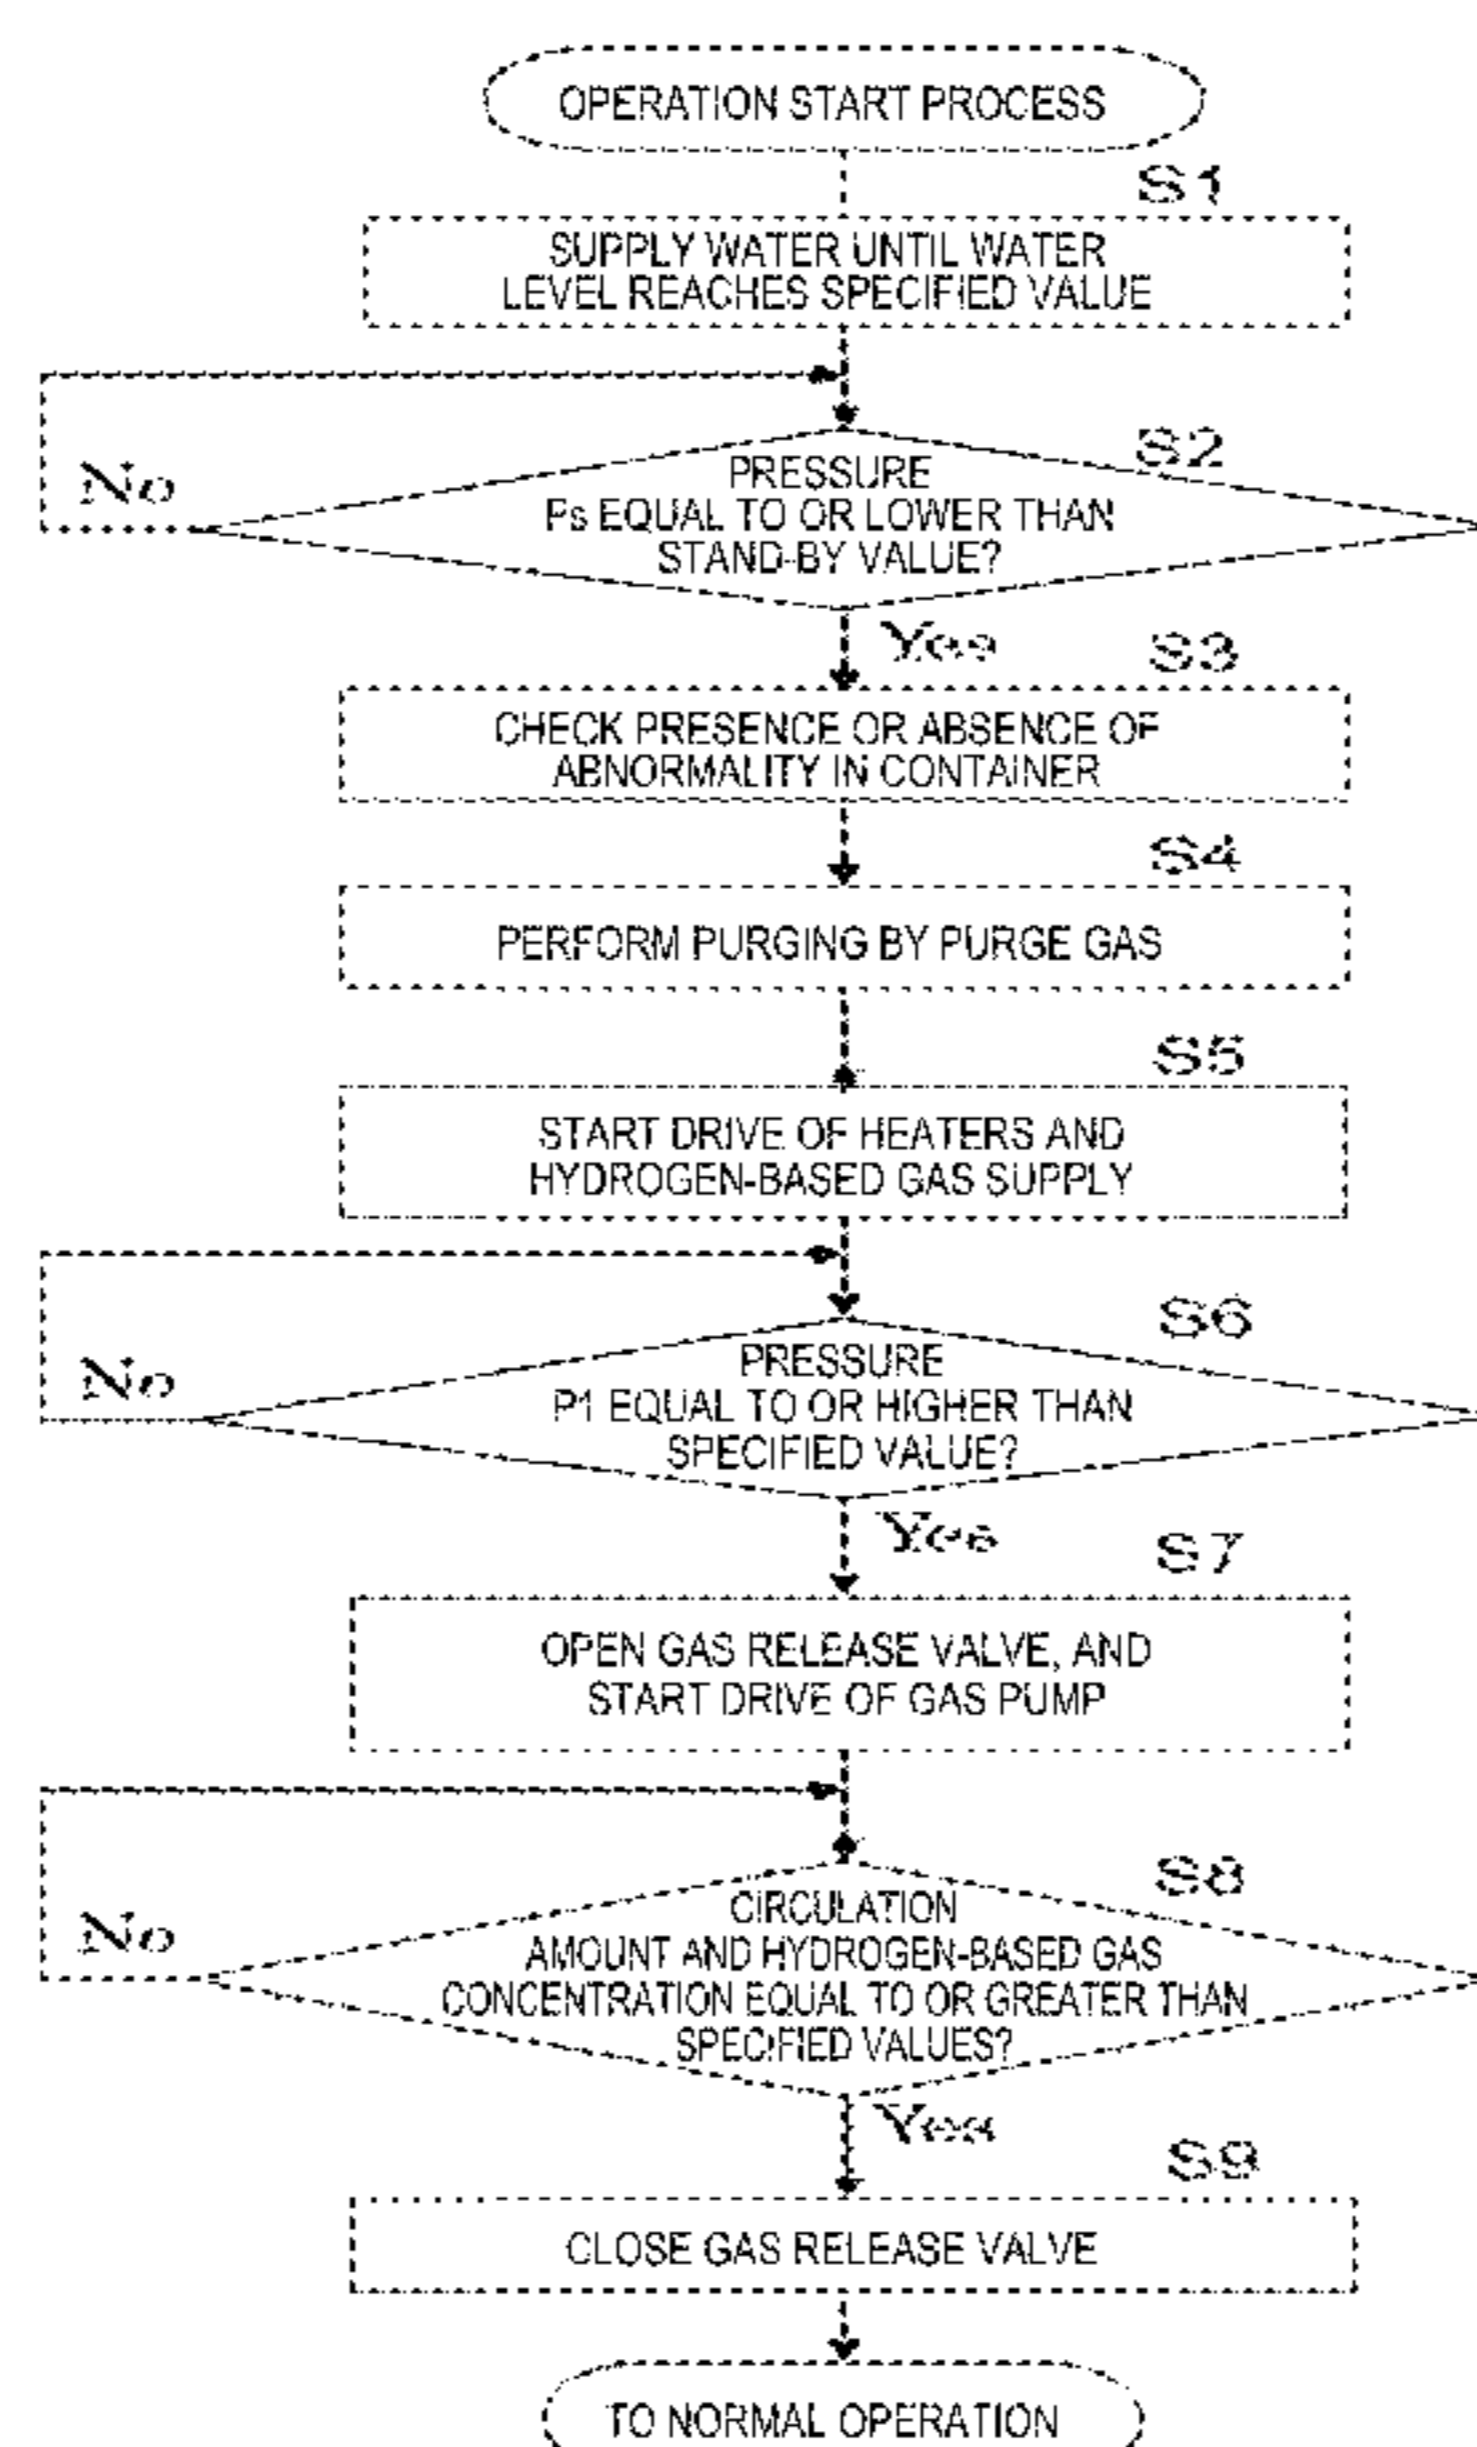 OPERATION START PROCESS
S1
SUPPLY WATER UNTIL WATER
LEVEL REACHES SPECIFIED VALUE
S2
No
PRESSURE
Ps EQUAL TO OR LOWER THAN
STAND-BY VALUE?
Yes
S3
CHECK PRESENCE OR ABSENCE OF
ABNORMALITY IN CONTAINER
S4
PERFORM PURGING BY PURGE GAS
S5
START DRIVE OF HEATERS AND
HYDROGEN-BASED GAS SUPPLY
S6
No
PRESSURE
P1 EQUAL TO OR HIGHER THAN
SPECIFIED VALUE?
Yes
S7
OPEN GAS RELEASE VALVE, AND
START DRIVE OF GAS PUMP
S8
No
CIRCULATION
AMOUNT AND HYDROGEN-BASED GAS
CONCENTRATION EQUAL TO OR GREATER THAN
SPECIFIED VALUES?
Yes
S9
CLOSE GAS RELEASE VALVE
TO NORMAL OPERATION